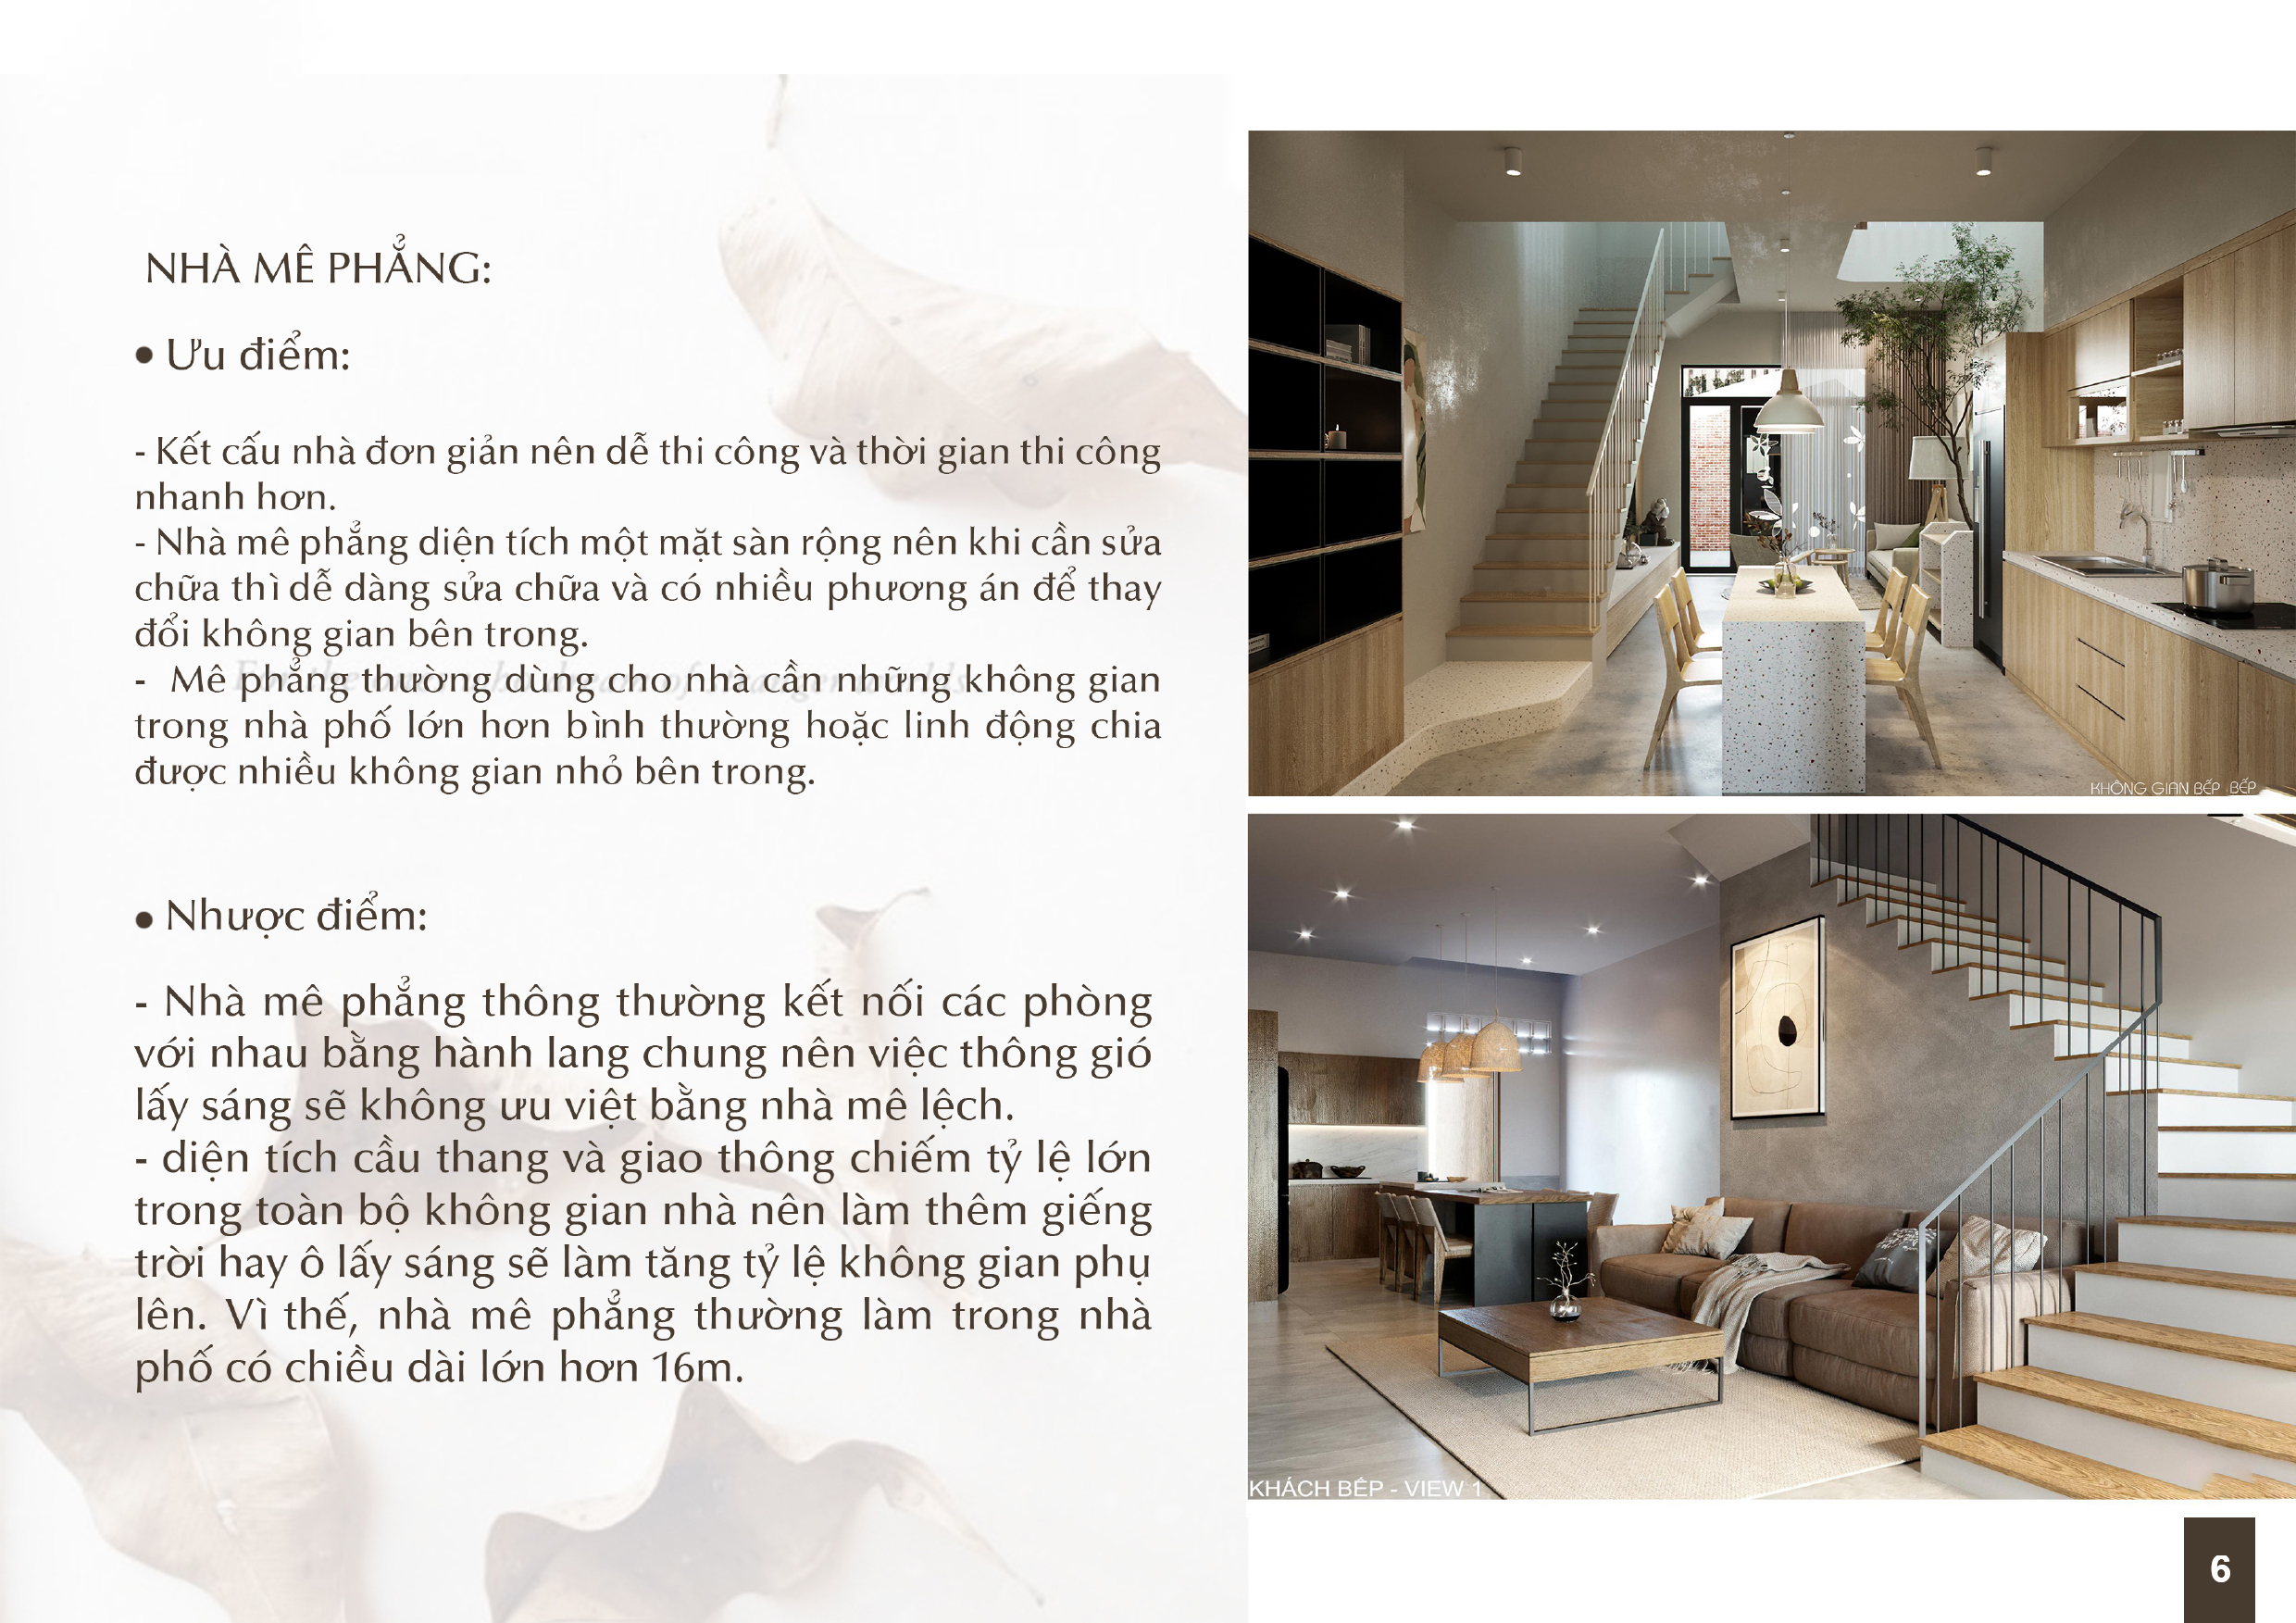 NHÀ MÊ PHẲNG:
Ưu điểm:
- Kết cấu nhà đơn giản nên dễ thi công và thời gian thi công
nhanh hơn.
- Nhà mê phẳng diện tích một mặt sàn rộng nên khi cần sửa
chữa thì dễ dàng sửa chữa và có nhiều phương án để thay
đổi không gian bên trong.
- Mê phẳng thường dùng cho nhà cần những không gian
trong nhà phố lớn hơn bình thường hoặc linh động chia
được nhiều không gian nhỏ bên trong.
Nhược điểm:
- Nhà mê phẳng thông thường kết nối các phòng
với nhau bằng hành lang chung nên việc thông gió
lấy sáng sẽ không ưu việt bằng nhà mê lệch.
- diện tích cầu thang và giao thông chiếm tỷ lệ lớn
trong toàn bộ không gian nhà nên làm thêm giếng
trời hay ô lấy sáng sẽ làm tăng tỷ lệ không gian phụ
lên. Vì thế, nhà mê phẳng thường làm trong nhà
phố có chiều dài lớn hơn 16m.
KHÔNG GIAN BẾP BẾP
KHÁCH BẾP - VIEW 1
6